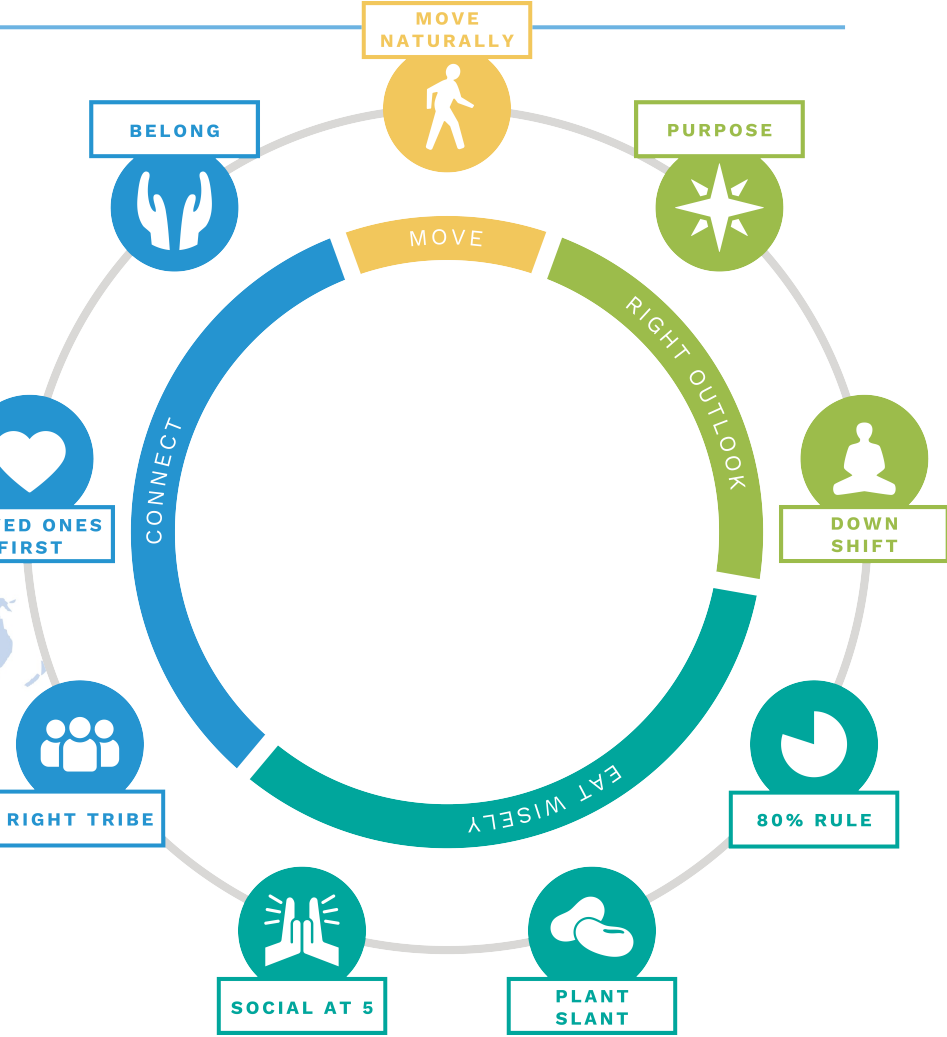 MOVE
NATURALLY
BELONG
PURPOSE
MOVE
RIGHT OUTLOOK
CONNECT
VED ONES
FIRST
DOWN
SHIFT
EAT WISELY
RIGHT TRIBE
80% RULE
SOCIAL AT 5
PLANT
SLANT